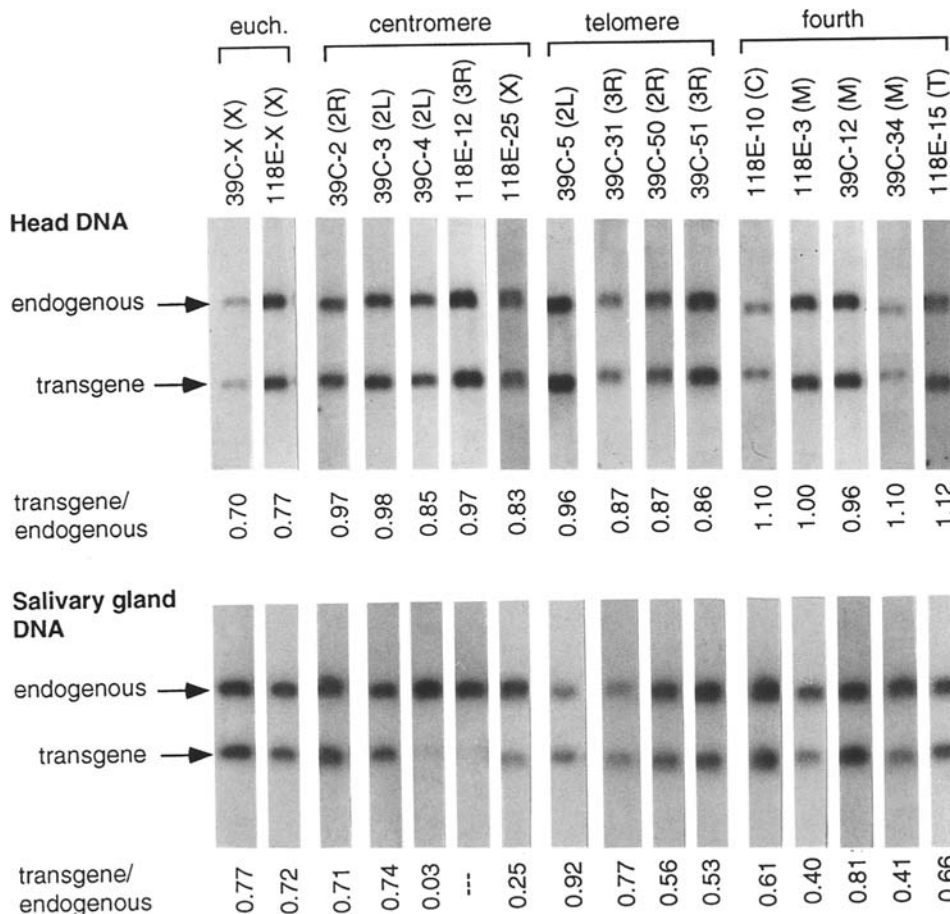 euch. centromere telomere fourth
39C-X (X) 118E-X (X) 39C-2 (2R) 39C-3 (2L) 39C-4 (2L) 118E-12 (3R) 118E-25 (X) 39C-5 (2L) 39C-31 (3R) 39C-50 (2R) 39C-51 (3R) 118E-10 (C) 118E-3 (M) 39C-12 (M) 39C-34 (M) 118E-15 (T)
Head DNA
endogenous
transgene
transgene/
endogenous
0.70 0.77 0.97 0.98 0.85 0.97 0.83 0.96 0.87 0.87 0.86 1.10 1.00 0.96 1.10 1.12
Salivary gland
DNA
endogenous
transgene
transgene/
endogenous
0.77 0.72 0.71 0.74 0.03 --- 0.25 0.92 0.77 0.56 0.53 0.61 0.40 0.81 0.41 0.66